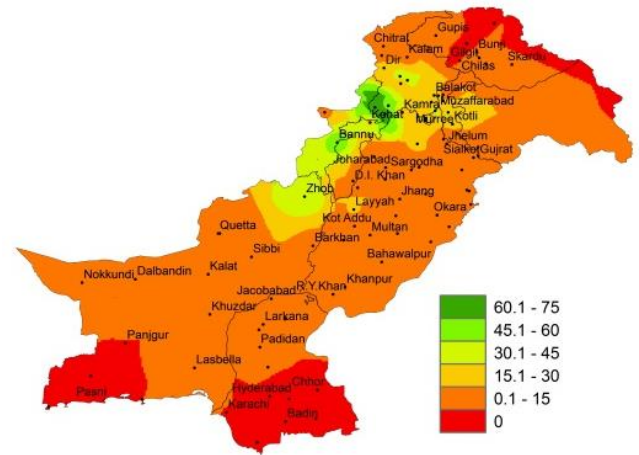 Gupis
Chitral
Kalam
Bunji
Gilgit
Skardu
Dir
Chilas
Balakot
Kamra
Muzaffarabad
Kohat
Murree
Kotli
Bannu
Jhelum
Joharabad
Sialkot
Gujrat
Sargodha
D.I. Khan
Zhob
Jhang
Layyah
Okara
Kot Addu
Quetta
Multan
Barkhan
Sibbi
Bahawalpur
Nokkundi
Dalbandin
Kalat
Khanpur
R.Y.Khan
Jacobabad
Khuzdar
Larkana
Panjgur
Padidan
Lasbella
Pasni
Hyderabad
Chhor
Karachi
Badin
60.1 - 75
45.1 - 60
30.1 - 45
15.1 - 30
0.1 - 15
0